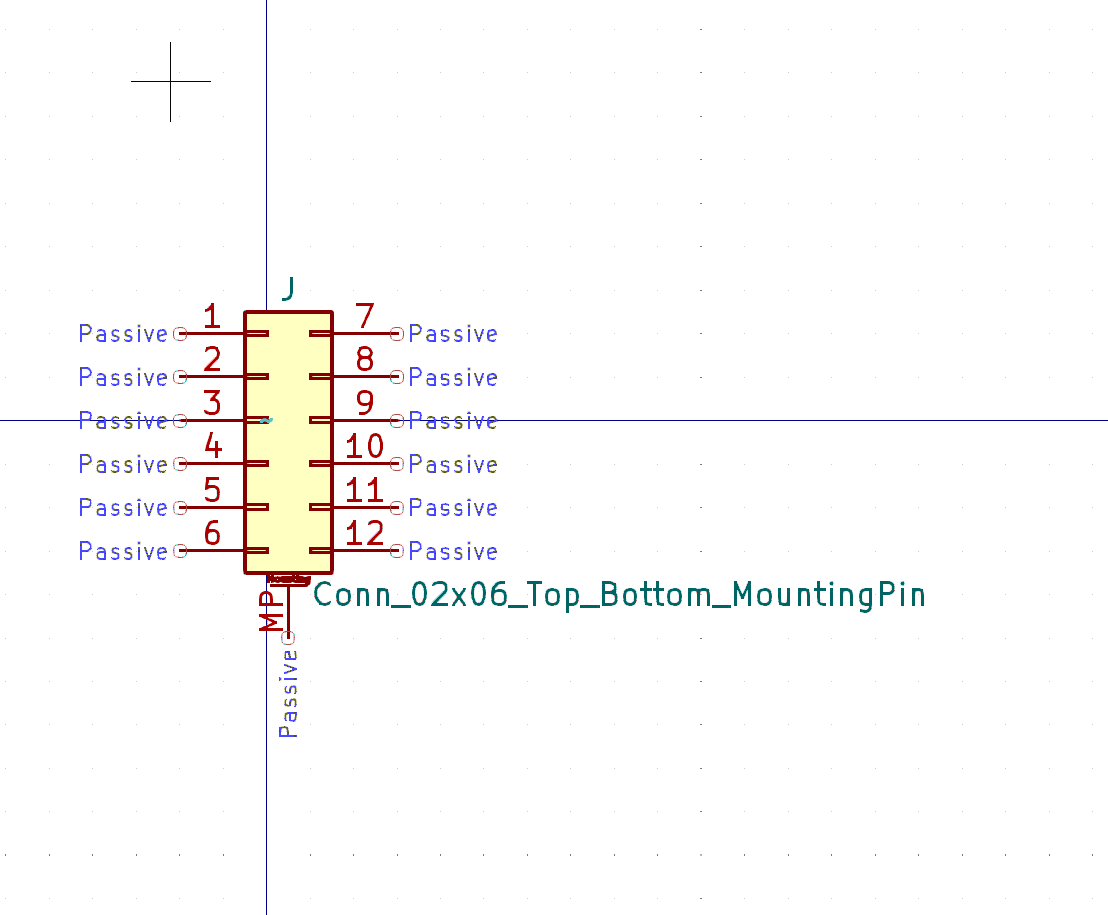 J
Passive 1 7 Passive
Passive 2 8 Passive
Passive 3 9 Passive
Passive 4 10 Passive
Passive 5 11 Passive
Passive 6 12 Passive
Mounting
MP
Conn_02x06_Top_Bottom_MountingPin
Passive